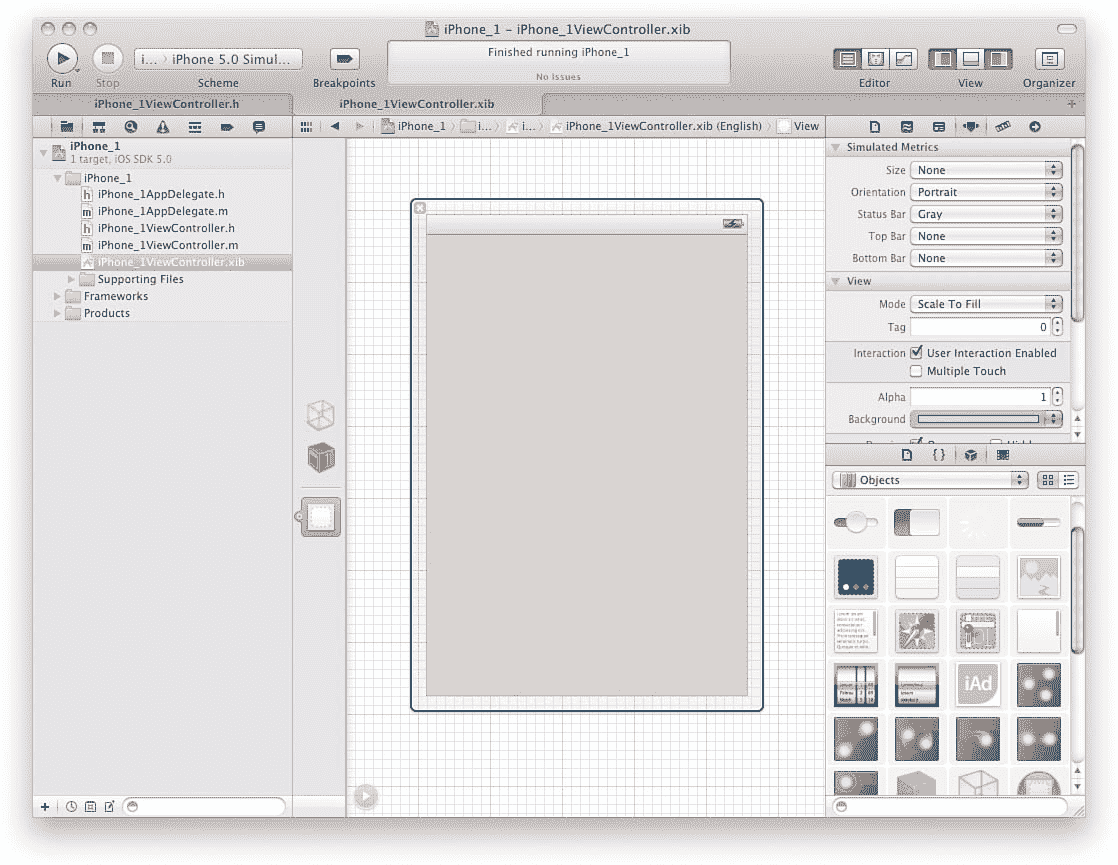 iPhone_1 – iPhone_1ViewController.xib
i... iPhone 5.0 Simul...
Finished running iPhone_1
No Issues
Run Stop Scheme Breakpoints Editor View Organizer
iPhone_1ViewController.h
iPhone_1ViewController.xib
iPhone_1 i... i... iPhone_1ViewController.xib (English) View
iPhone_1
1 target, iOS SDK 5.0
iPhone_1
iPhone_1AppDelegate.h
iPhone_1AppDelegate.m
iPhone_1ViewController.h
iPhone_1ViewController.m
iPhone_1ViewController.xib
Supporting Files
Frameworks
Products
Simulated Metrics
Size None
Orientation Portrait
Status Bar Gray
Top Bar None
Bottom Bar None
View
Mode Scale To Fill
Tag 0
Interaction User Interaction Enabled
Multiple Touch
Alpha 1
Background
{}
Objects
iAd